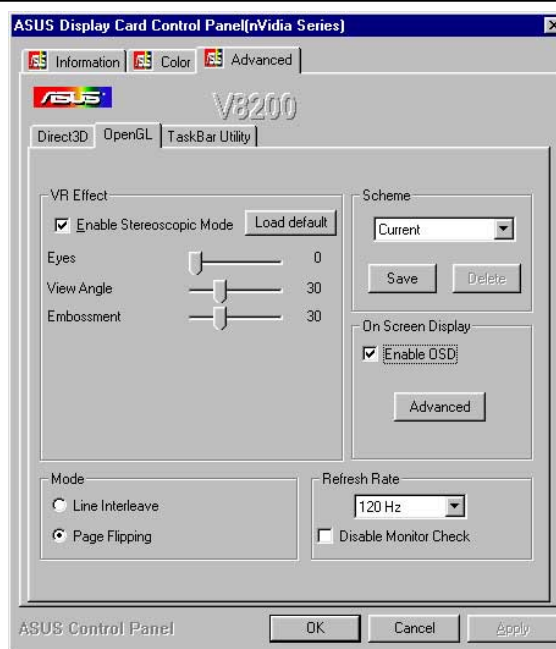 ASUS Display Card Control Panel(nVidia Series)
Information
Color
Advanced
ASUS
V8200
Direct3D
OpenGL
TaskBar Utility
VR Effect
Enable Stereoscopic Mode
Load default
Eyes 0
View Angle 30
Embossment 30
Scheme
Current
Save
Delete
On Screen Display
Enable OSD
Advanced
Mode
Line Interleave
Page Flipping
Refresh Rate
120 Hz
Disable Monitor Check
ASUS Control Panel
OK
Cancel
Apply